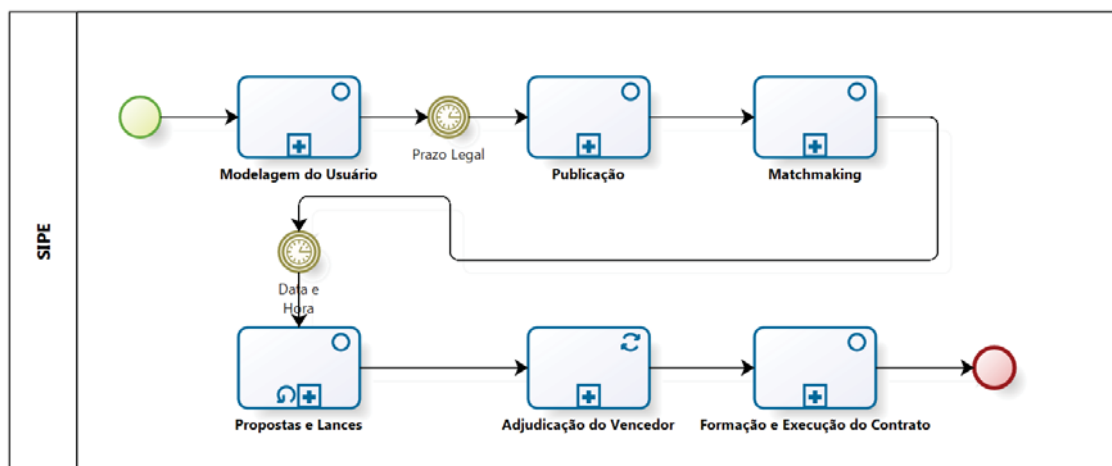 SIPE
Modelagem do Usuário
Prazo Legal
Publicação
Matchmaking
Data e
Hora
Propostas e Lances
Adjudicação do Vencedor
Formação e Execução do Contrato